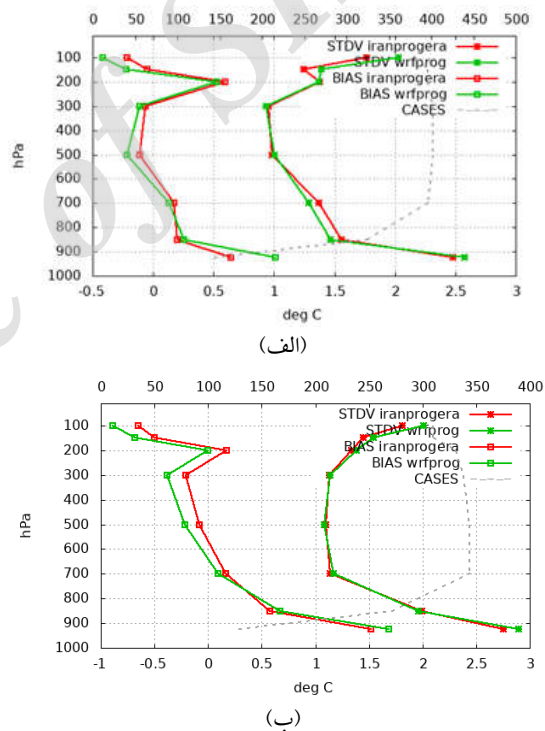 0 50 100 150 200 250 300 350 400 450 500
STDV iranprogera
STDV wrfprog
BIAS iranprogera
BIAS wrfprog
CASES
100
200
300
400
500
600
700
800
900
1000
hPa
-0.5 0 0.5 1 1.5 2 2.5 3
deg C
(الف)
0 50 100 150 200 250 300 350 400
STDV iranprogera
STDV wrfprog
BIAS iranprogera
BIAS wrfprog
CASES
100
200
300
400
500
600
700
800
900
1000
hPa
-1 -0.5 0 0.5 1 1.5 2 2.5 3
deg C
(ب)
of S